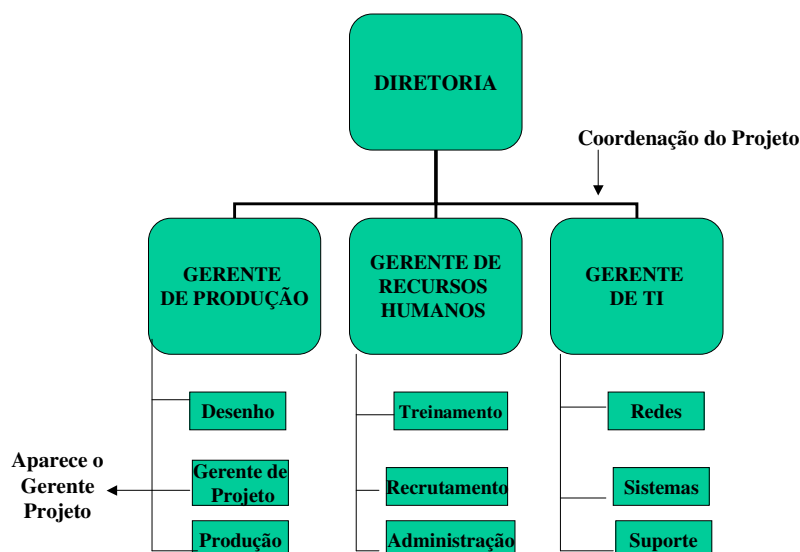 DIRETORIA
Coordenação do Projeto
GERENTE
DE PRODUÇÃO
GERENTE DE
RECURSOS
HUMANOS
GERENTE
DE TI
Desenho
Treinamento
Redes
Aparece o
Gerente
Projeto
Gerente de
Projeto
Recrutamento
Sistemas
Produção
Administração
Suporte